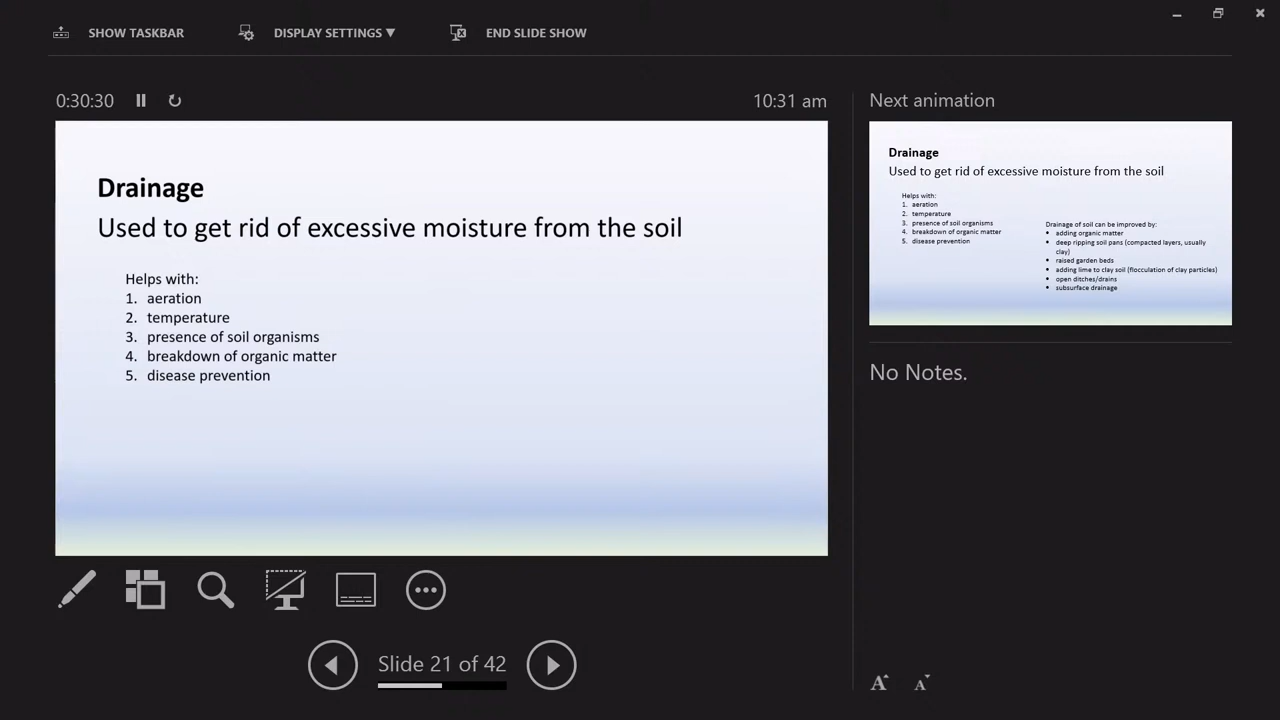 SHOW TASKBAR
DISPLAY SETTINGS ▼
END SLIDE SHOW
0:30:30
10:31 am
Drainage
Used to get rid of excessive moisture from the soil
Helps with:
1. aeration
2. temperature
3. presence of soil organisms
4. breakdown of organic matter
5. disease prevention
Slide 21 of 42
Next animation
Drainage
Used to get rid of excessive moisture from the soil
Helps with:
1. aeration
2. temperature
3. presence of soil organisms
4. breakdown of organic matter
5. disease prevention
Drainage of soil can be improved by:
• adding organic matter
• deep ripping soil pans (compacted layers, usually
clay)
• raised garden beds
• adding lime to clay soil (flocculation of clay particles)
• open ditches/drains
• subsurface drainage
No Notes.
A A